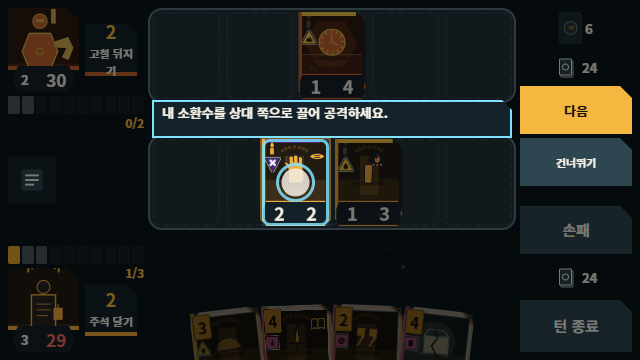 2
고혈 뒤지
기
2 30
0/2
1 4
6
24
내 소환수를 상대 쪽으로 끌어 공격하세요.
다음
건너뛰기
2 2
1 3
손패
1/3
24
2
주석 달기
3 29
3
4
2
4
턴 종료